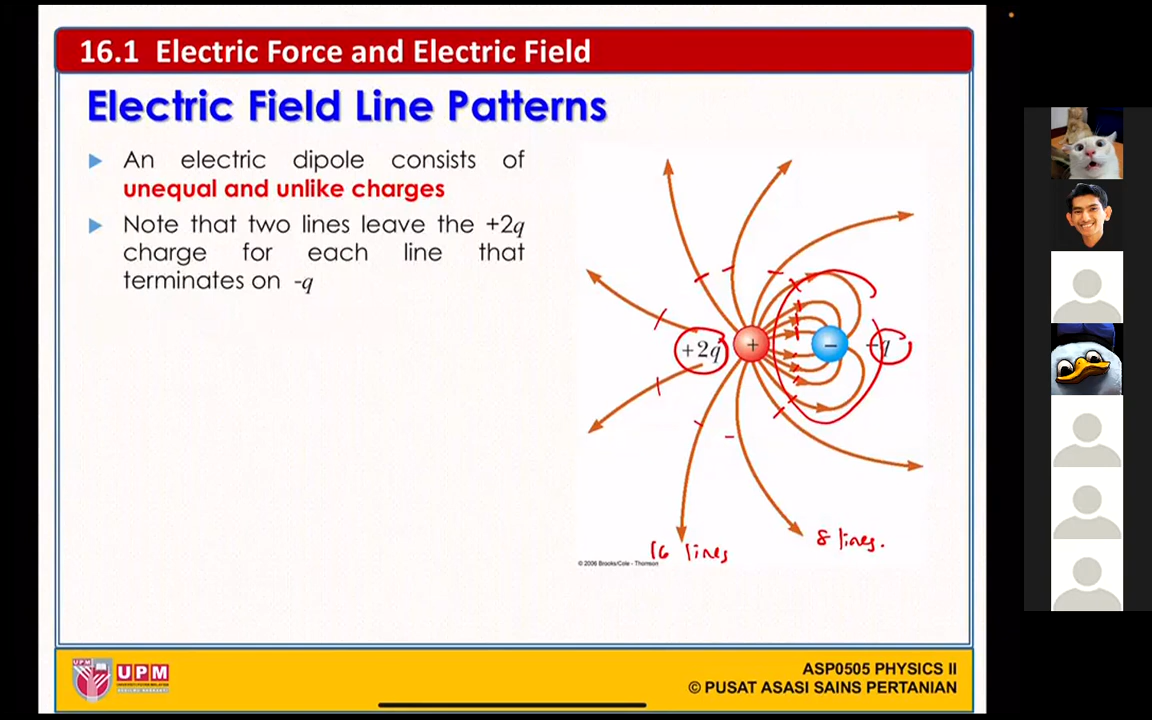 16.1 Electric Force and Electric Field
Electric Field Line Patterns
An electric dipole consists of
unequal and unlike charges
Note that two lines leave the +2q
charge for each line that
terminates on -q
+2q
+
−
−q
16 lines
8 lines.
© 2006 Brooks/Cole - Thomson
UPM
UPM
ASP0505 PHYSICS II
© PUSAT ASASI SAINS PERTANIAN